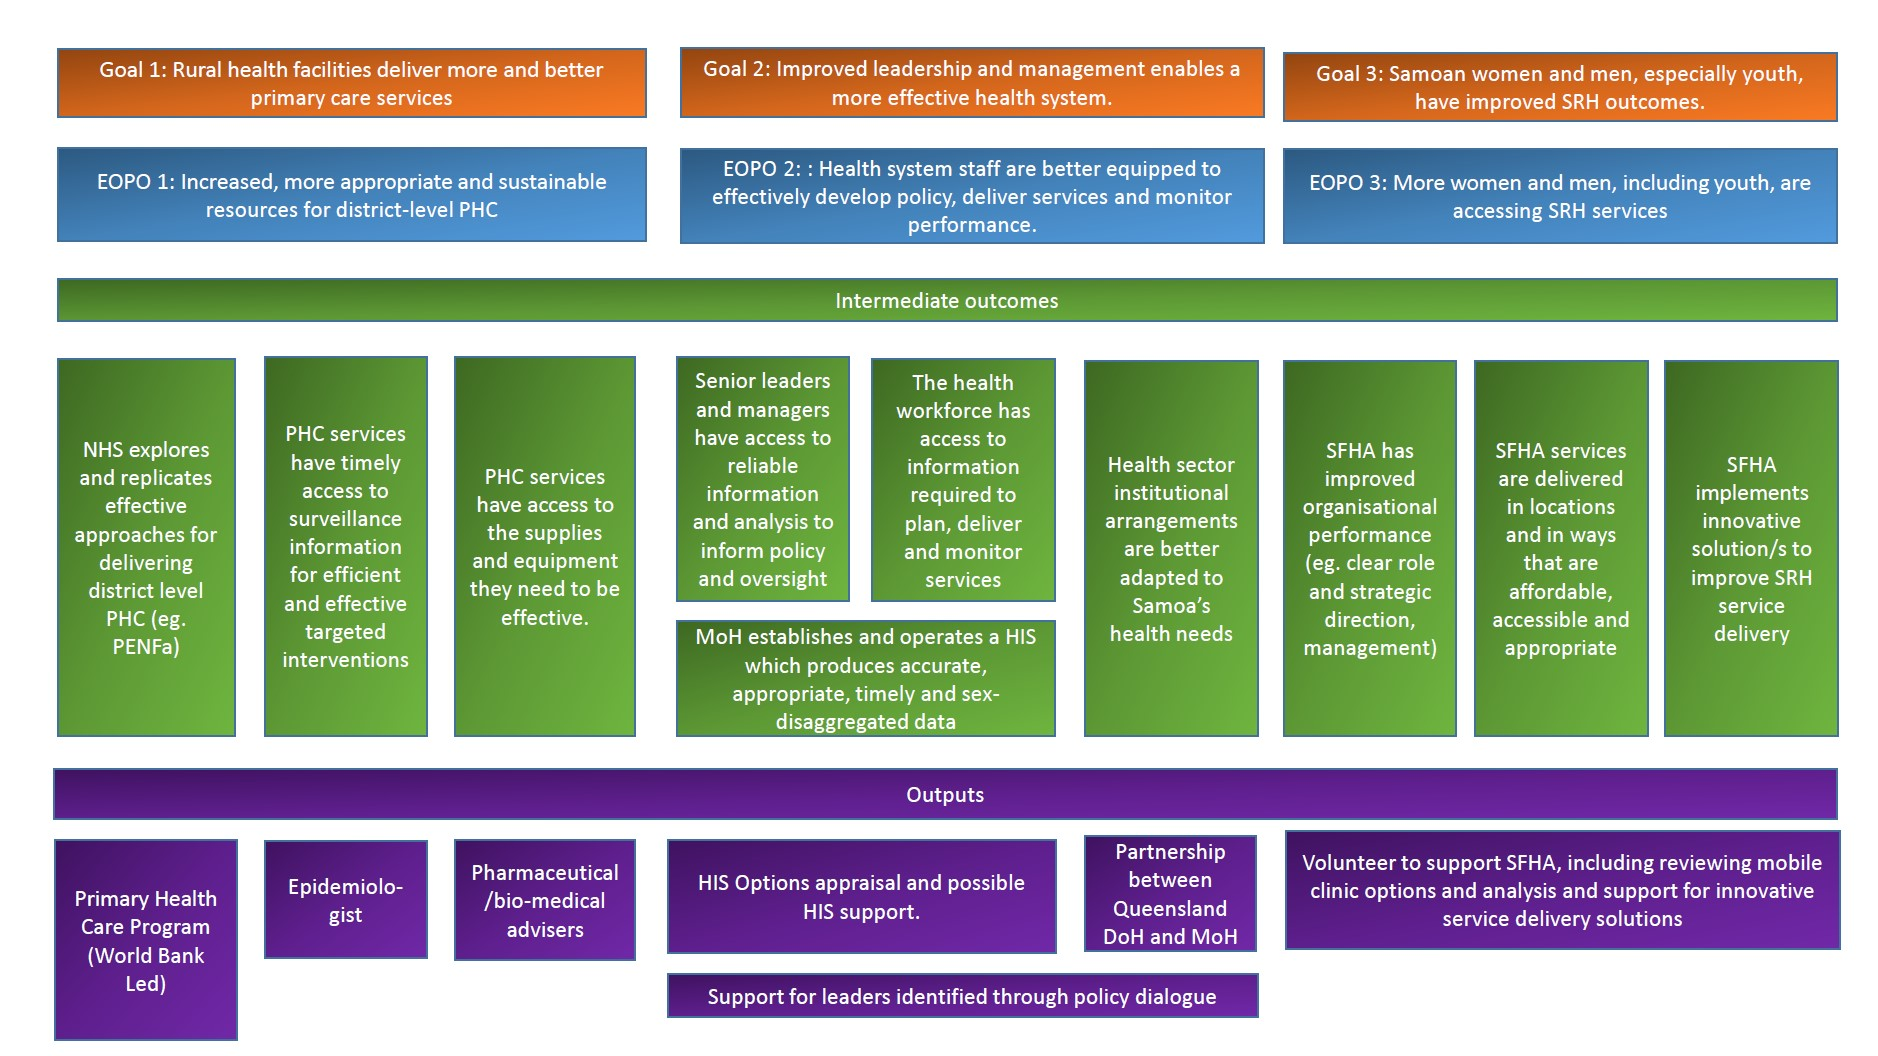 Goal 1: Rural health facilities deliver more and better
primary care services
Goal 2: Improved leadership and management enables a
more effective health system.
Goal 3: Samoan women and men, especially youth,
have improved SRH outcomes.
EOPO 1: Increased, more appropriate and sustainable
resources for district-level PHC
EOPO 2: : Health system staff are better equipped to
effectively develop policy, deliver services and monitor
performance.
EOPO 3: More women and men, including youth, are
accessing SRH services
Intermediate outcomes
NHS explores
and replicates
effective
approaches for
delivering
district level
PHC (eg.
PENFa)
PHC services
have timely
access to
surveillance
information
for efficient
and effective
targeted
interventions
PHC services
have access to
the supplies
and equipment
they need to be
effective.
Senior leaders
and managers
have access to
reliable
information
and analysis to
inform policy
and oversight
The health
workforce has
access to
information
required to
plan, deliver
and monitor
services
MoH establishes and operates a HIS
which produces accurate,
appropriate, timely and sex-
disaggregated data
Health sector
institutional
arrangements
are better
adapted to
Samoa’s
health needs
SFHA has
improved
organisational
performance
(eg. clear role
and strategic
direction,
management)
SFHA services
are delivered
in locations
and in ways
that are
affordable,
accessible and
appropriate
SFHA
implements
innovative
solution/s to
improve SRH
service
delivery
Outputs
Primary Health
Care Program
(World Bank
Led)
Epidemiolo-
gist
Pharmaceutical
/bio-medical
advisers
HIS Options appraisal and possible
HIS support.
Partnership
between
Queensland
DoH and MoH
Volunteer to support SFHA, including reviewing mobile
clinic options and analysis and support for innovative
service delivery solutions
Support for leaders identified through policy dialogue